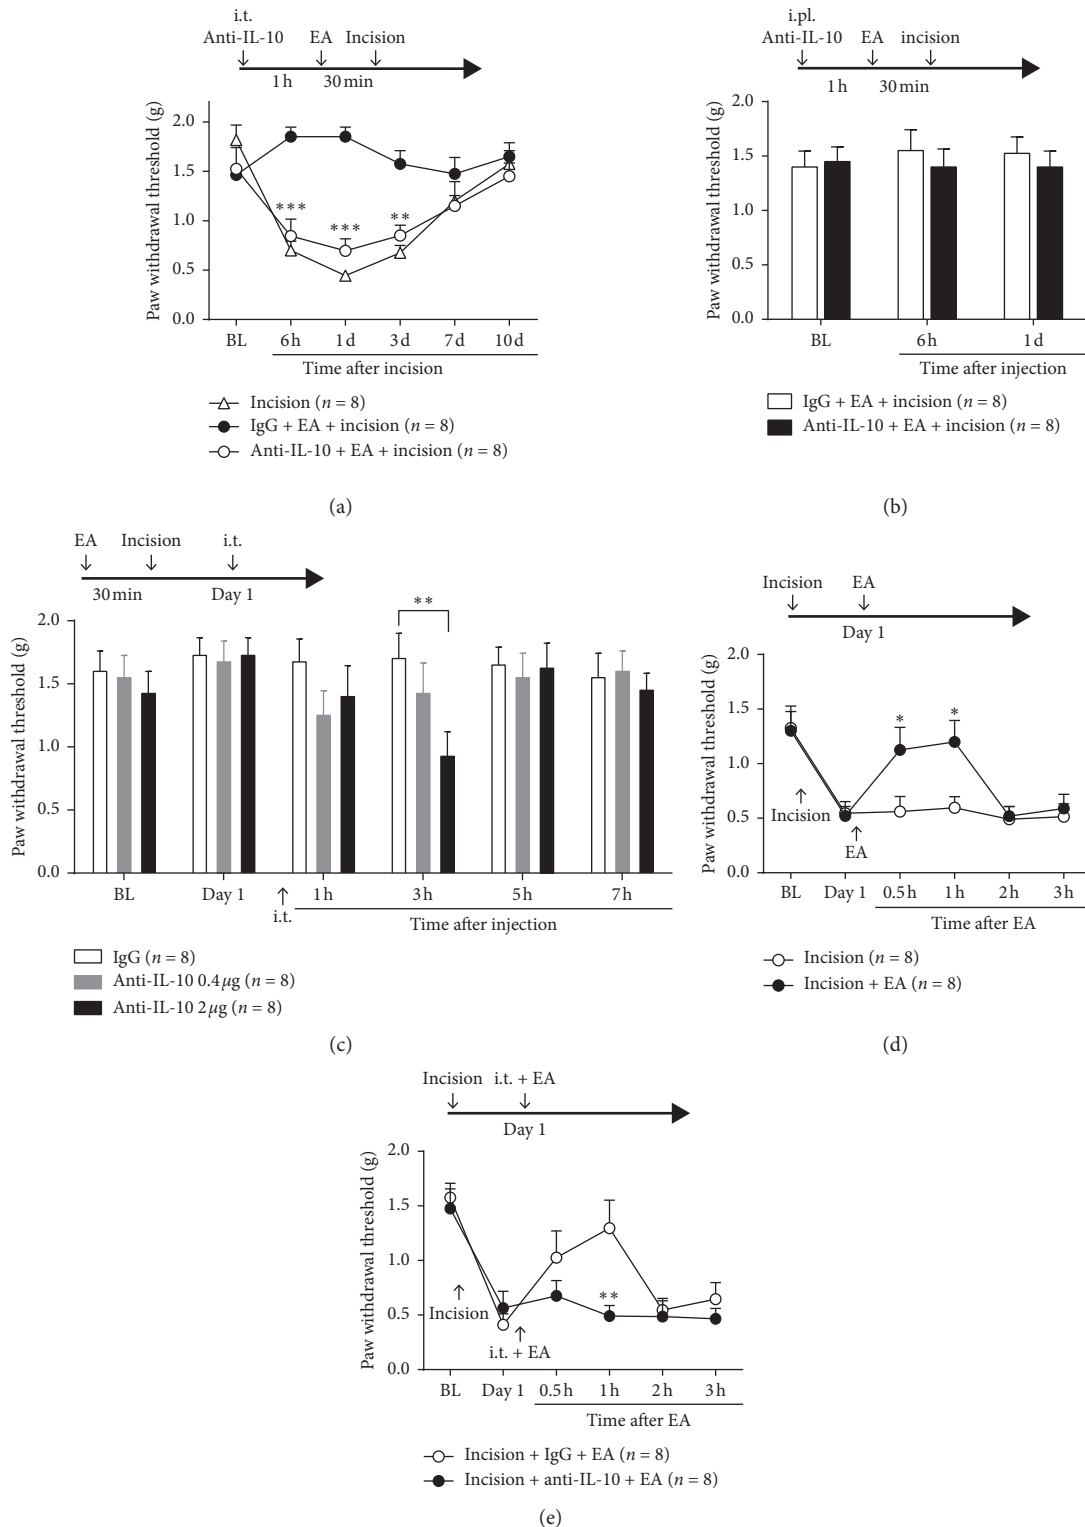 i.t.
Anti-IL-10 EA Incision
1 h 30 min
Paw withdrawal threshold (g)
2.0
1.5
1.0
0.5
0.0
*** *** **
BL 6 h 1 d 3 d 7 d 10 d
Time after incision
Incision (n = 8)
IgG + EA + incision (n = 8)
Anti-IL-10 + EA + incision (n = 8)
(a)
i.pl.
Anti-IL-10 EA incision
1 h 30 min
Paw withdrawal threshold (g)
2.0
1.5
1.0
0.5
0.0
BL 6 h 1 d
Time after injection
IgG + EA + incision (n = 8)
Anti-IL-10 + EA + incision (n = 8)
(b)
EA Incision i.t.
30 min Day 1
Paw withdrawal threshold (g)
2.0
1.5
1.0
0.5
0.0
**
BL Day 1 1 h 3 h 5 h 7 h
i.t.
Time after injection
IgG (n = 8)
Anti-IL-10 0.4 μg (n = 8)
Anti-IL-10 2 μg (n = 8)
(c)
Incision EA
Day 1
Paw withdrawal threshold (g)
2.0
1.5
1.0
0.5
0.0
* *
Incision
EA
BL Day 1 0.5 h 1 h 2 h 3 h
Time after EA
Incision (n = 8)
Incision + EA (n = 8)
(d)
Incision i.t. + EA
Day 1
Paw withdrawal threshold (g)
2.0
1.5
1.0
0.5
0.0
**
Incision
i.t. + EA
BL Day 1 0.5 h 1 h 2 h 3 h
Time after EA
Incision + IgG + EA (n = 8)
Incision + anti-IL-10 + EA (n = 8)
(e)